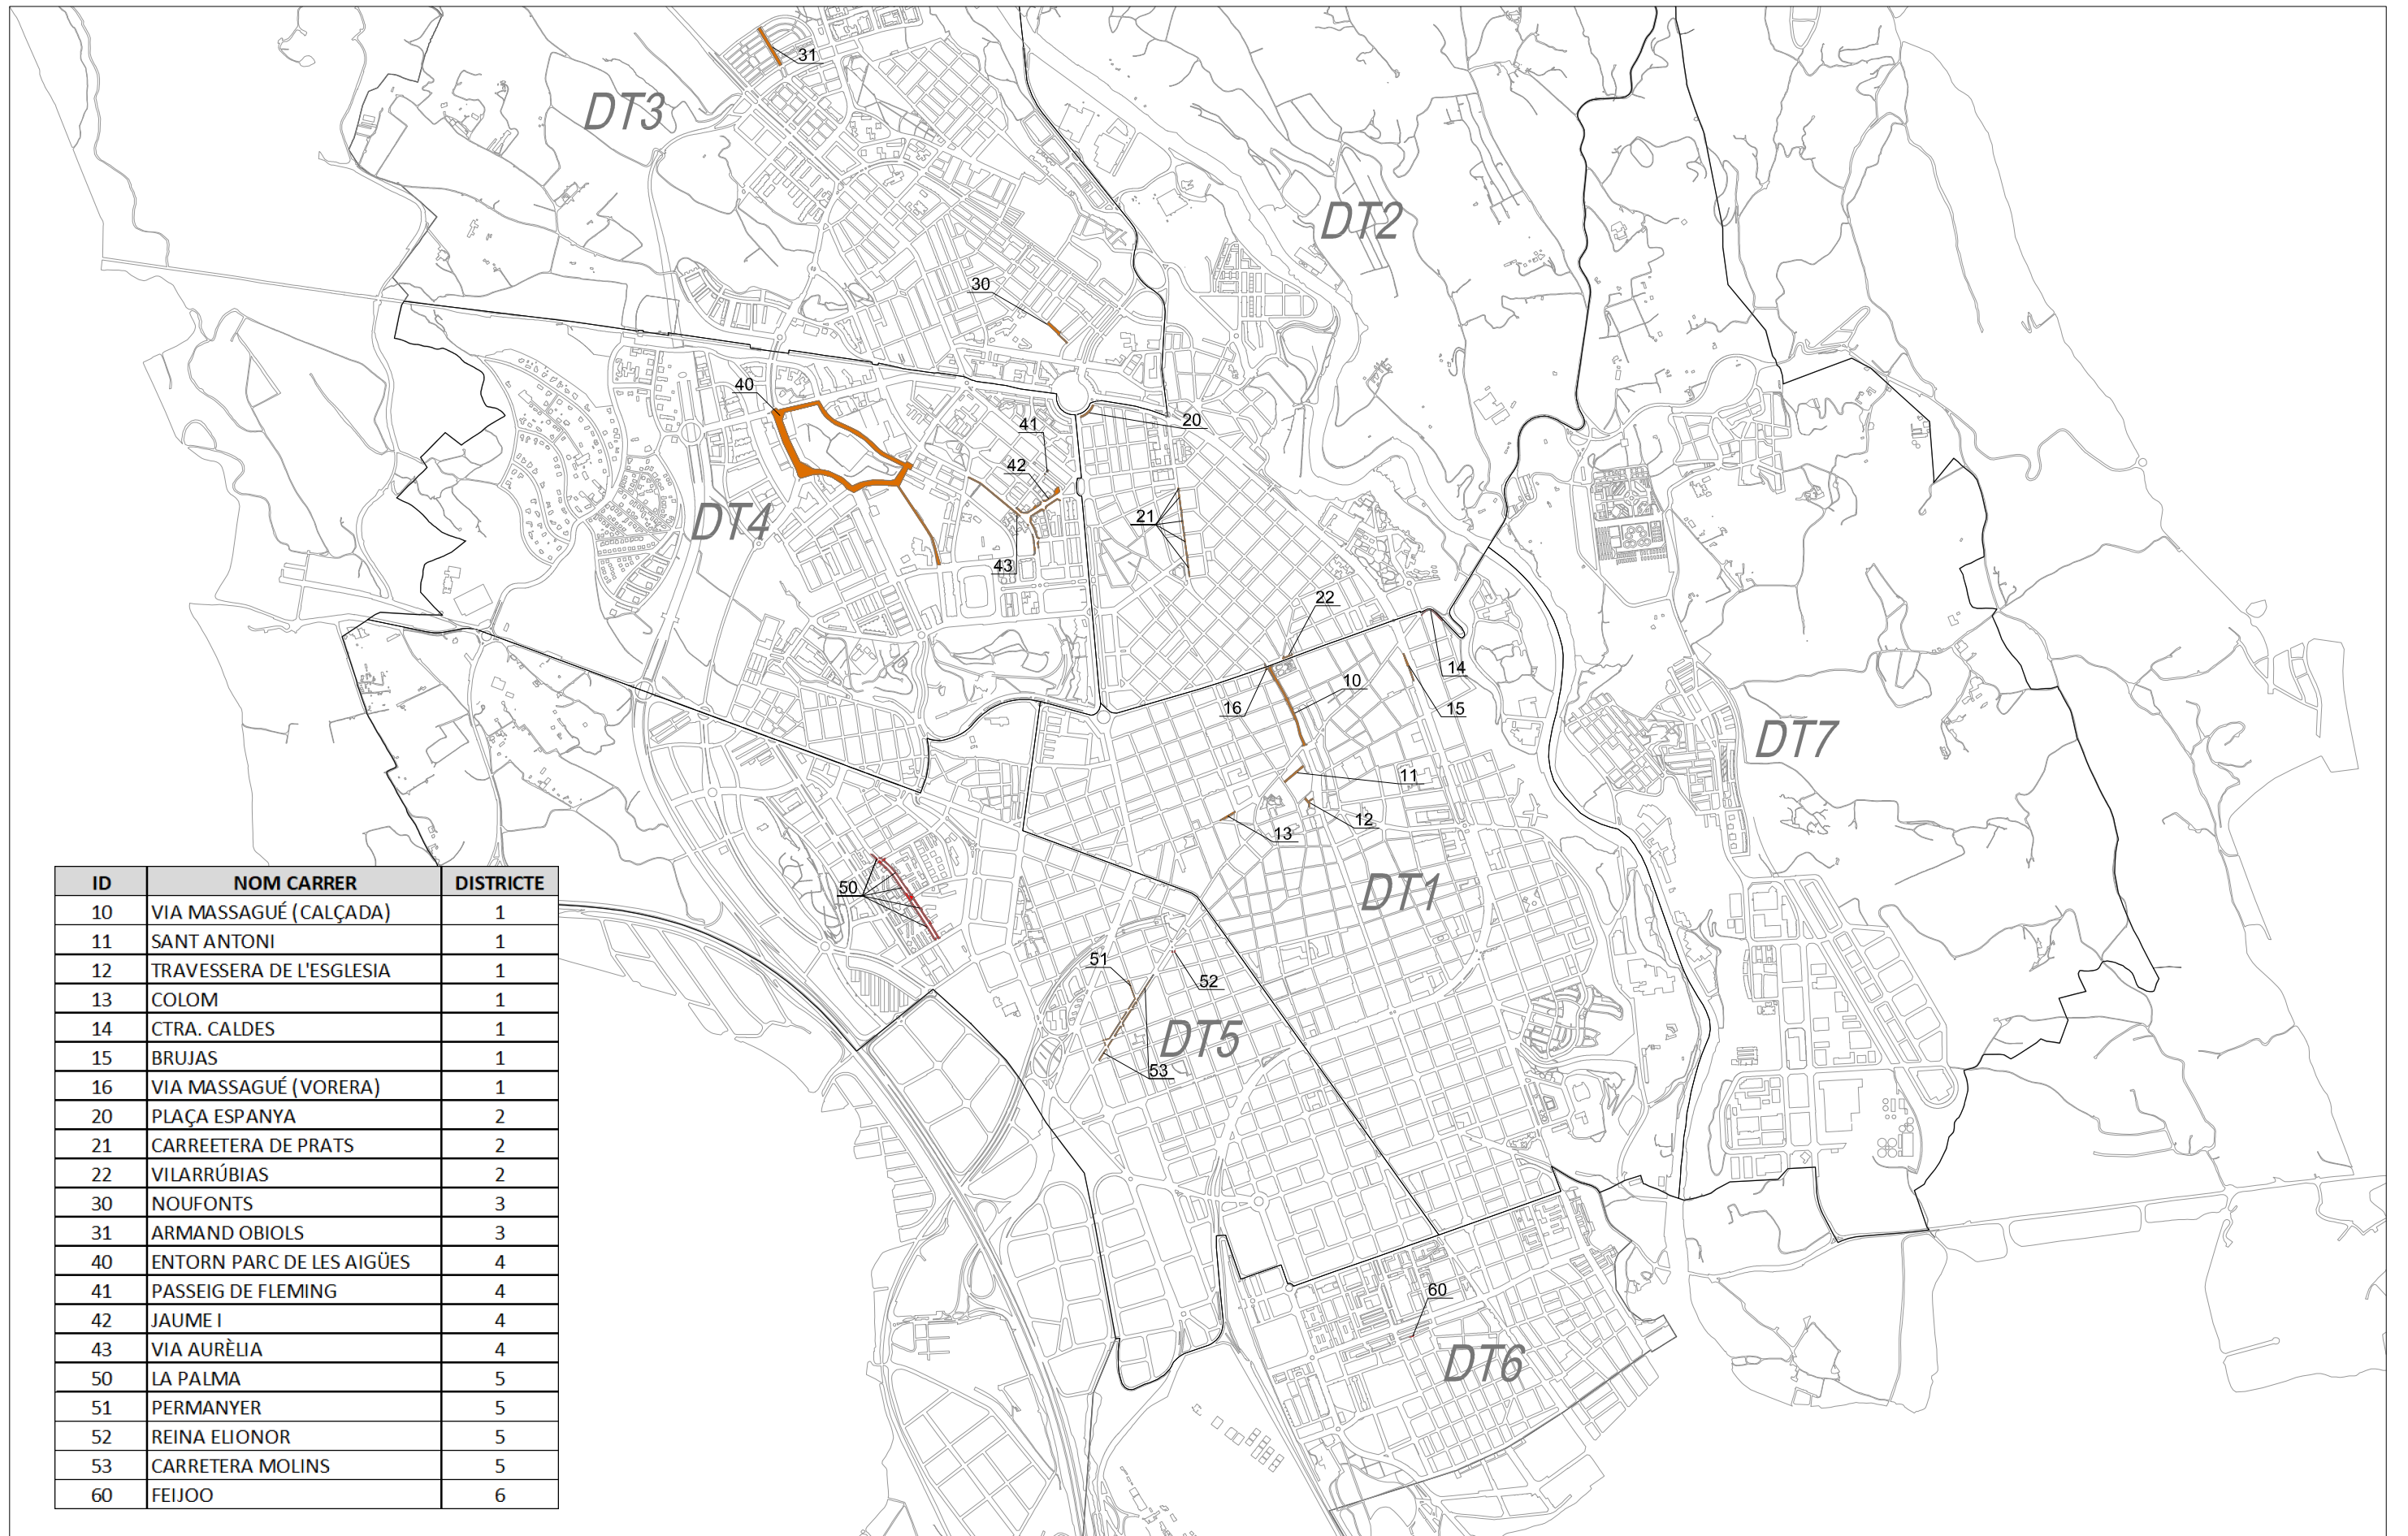 31
DT3
DT2
30
40
20
41
42
21
DT4
43
22
14
10
16
15
DT7
11
12
13
50
DT1
51
52
DT5
53
60
DT6
ID NOM CARRER DISTRICTE
10 VIA MASSAGUÉ (CALÇADA) 1
11 SANT ANTONI 1
12 TRAVESSERA DE L'ESGLESIA 1
13 COLOM 1
14 CTRA. CALDES 1
15 BRUJAS 1
16 VIA MASSAGUÉ (VORERA) 1
20 PLAÇA ESPANYA 2
21 CARREETERA DE PRATS 2
22 VILARRÚBIAS 2
30 NOUFONTS 3
31 ARMAND OBIOLS 3
40 ENTORN PARC DE LES AIGÜES 4
41 PASSEIG DE FLEMING 4
42 JAUME I 4
43 VIA AURÈLIA 4
50 LA PALMA 5
51 PERMANYER 5
52 REINA ELIONOR 5
53 CARRETERA MOLINS 5
60 FEIJOO 6